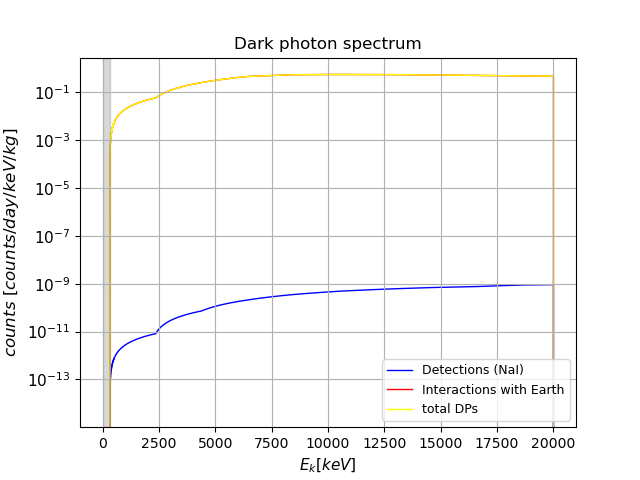 Dark photon spectrum
counts [counts/day/keV/kg]
10⁻¹
10⁻³
10⁻⁵
10⁻⁷
10⁻⁹
10⁻¹¹
10⁻¹³
Detections (NaI)
Interactions with Earth
total DPs
0 2500 5000 7500 10000 12500 15000 17500 20000
Eₖ[keV]